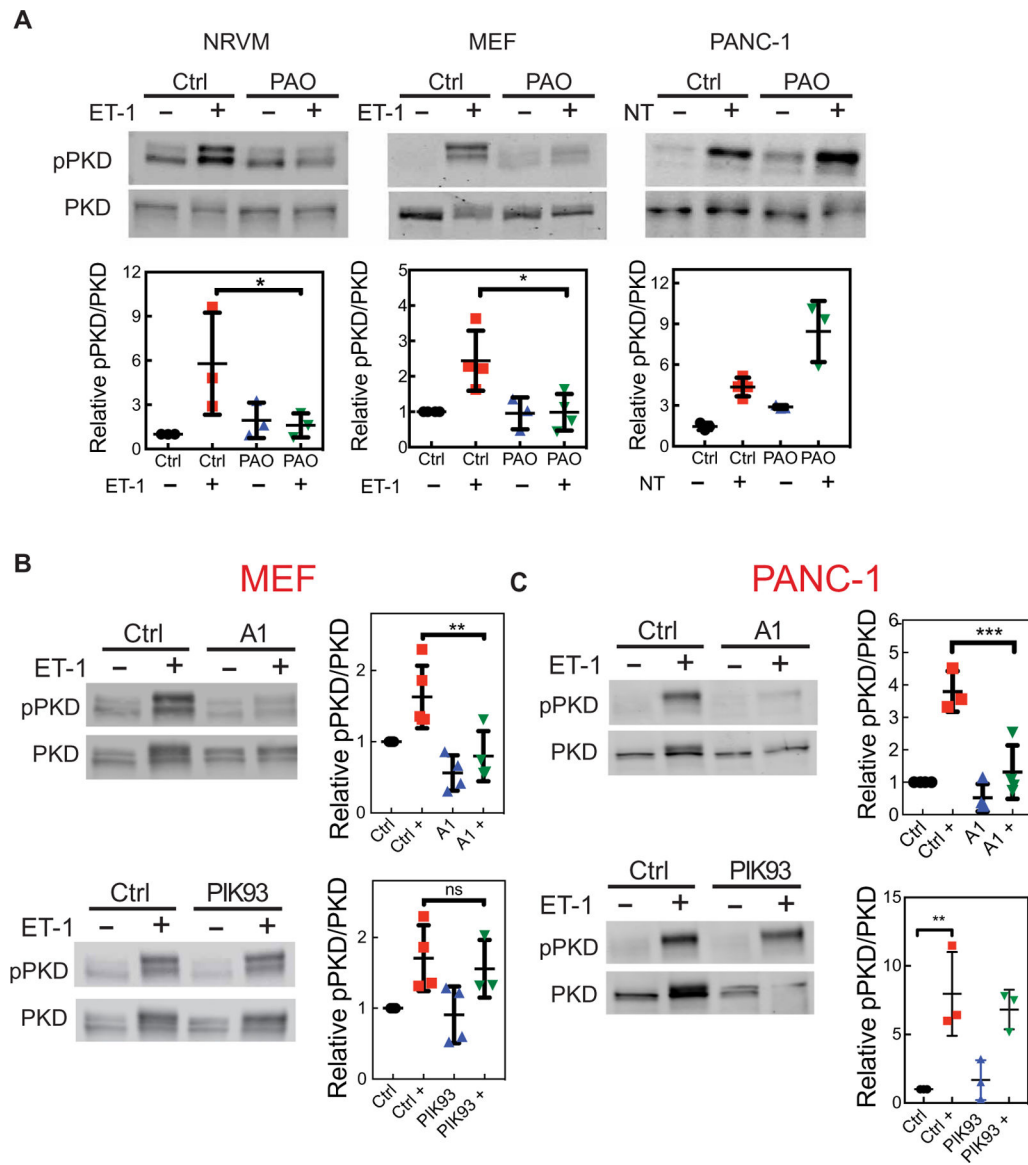 A
NRVM MEF PANC-1
Ctrl PAO Ctrl PAO Ctrl PAO
ET-1 − + − + ET-1 − + − + NT − + − +
pPKD
PKD
Relative pPKD/PKD
12
9
6
3
0
*
Ctrl Ctrl PAO PAO
ET-1 − + − +
Relative pPKD/PKD
5
4
3
2
1
0
*
Ctrl Ctrl PAO PAO
ET-1 − + − +
Relative pPKD/PKD
12
9
6
3
0
Ctrl Ctrl PAO PAO
NT − + − +
B
MEF
Ctrl A1
ET-1 − + − +
pPKD
PKD
Relative pPKD/PKD
2
1
0
**
Ctrl Ctrl + A1 A1 +
Ctrl PIK93
ET-1 − + − +
pPKD
PKD
Relative pPKD/PKD
2
1
0
ns
Ctrl Ctrl + PIK93 PIK93 +
C
PANC-1
Ctrl A1
ET-1 − + − +
pPKD
PKD
Relative pPKD/PKD
6
5
4
3
2
1
0
***
Ctrl Ctrl + A1 A1 +
Ctrl PIK93
ET-1 − + − +
pPKD
PKD
Relative pPKD/PKD
15
10
5
0
**
Ctrl Ctrl + PIK93 PIK93 +